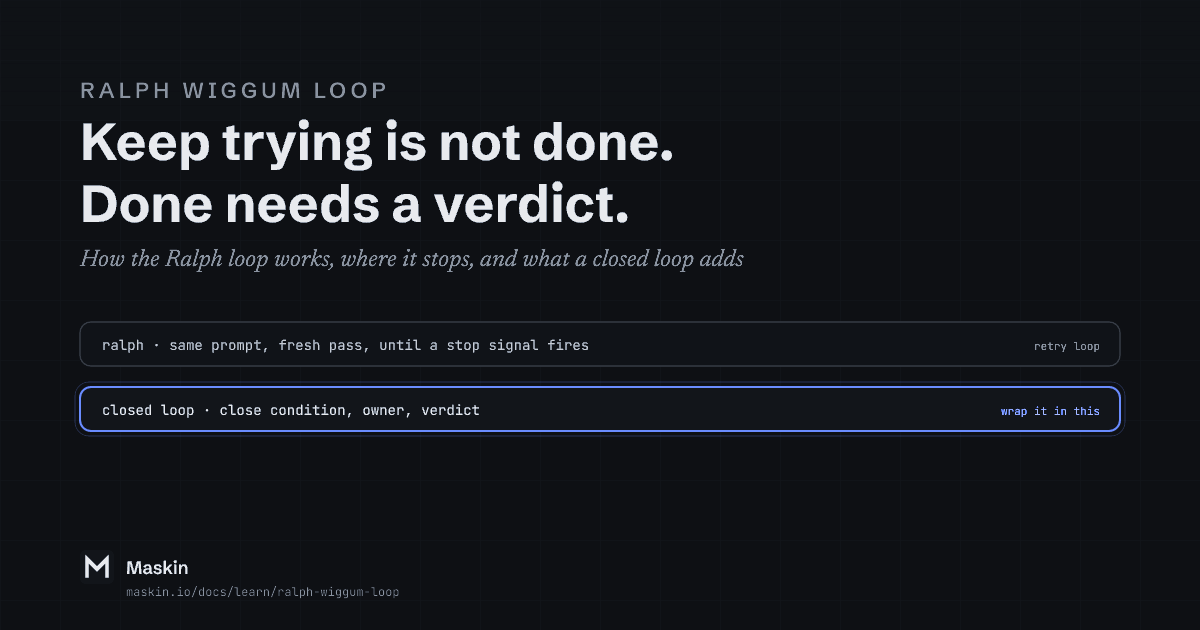 RALPH WIGGUM LOOP
Keep trying is not done.
Done needs a verdict.
How the Ralph loop works, where it stops, and what a closed loop adds
ralph · same prompt, fresh pass, until a stop signal fires
retry loop
closed loop · close condition, owner, verdict
wrap it in this
Maskin
maskin.io/docs/learn/ralph-wiggum-loop